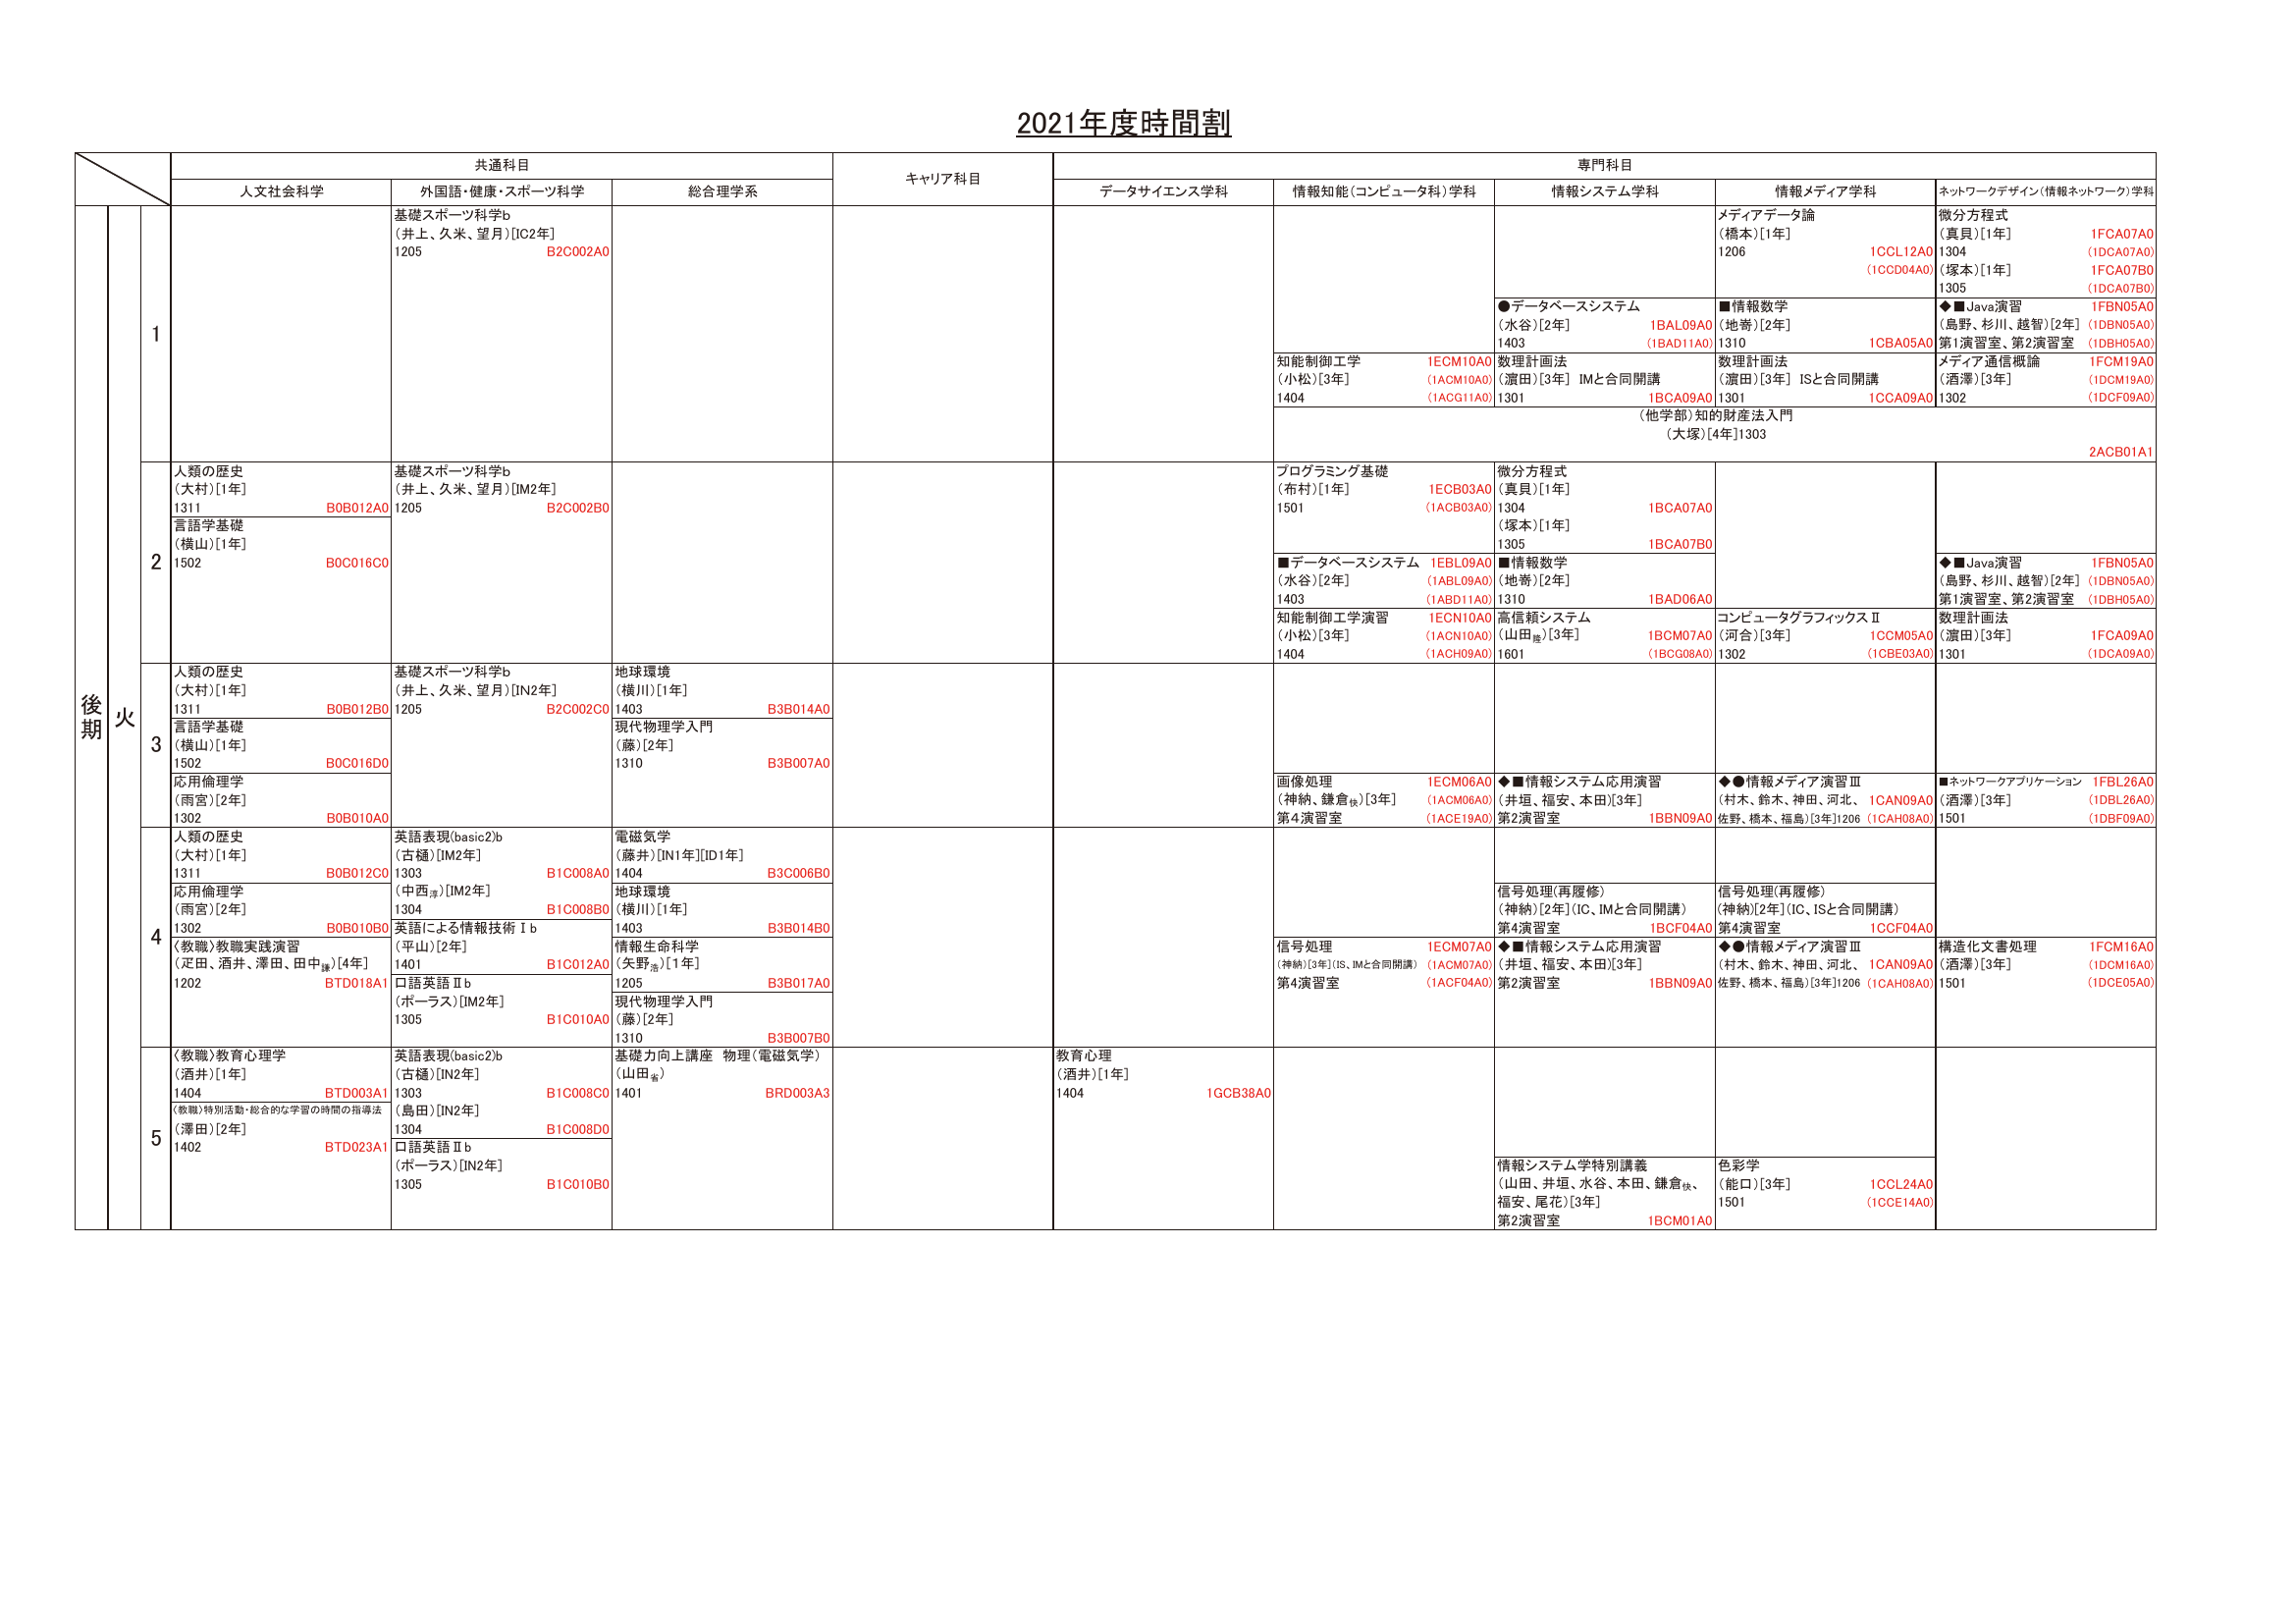 2021年度時間割
共通科目
キャリア科目
専門科目
人文社会科学
外国語・健康・スポーツ科学
総合理学系
データサイエンス学科
情報知能(コンピュータ科)学科
情報システム学科
情報メディア学科
ネットワークデザイン(情報ネットワーク)学科
後期
火
1
基礎スポーツ科学b
(井上、久米、望月)[IC2年]
1205 B2C002A0
知能制御工学 1ECM10A0
(小松)[3年] (1ACM10A0)
1404 (1ACG11A0)
●データベースシステム
(水谷)[2年] 1BAL09A0
1403 (1BAD11A0)
数理計画法
(濵田)[3年] IMと合同開講
1301 1BCA09A0
メディアデータ論
(橋本)[1年]
1206 1CCL12A0
(1CCD04A0)
■情報数学
(地嵜)[2年]
1310 1CBA05A0
数理計画法
(濵田)[3年] ISと合同開講
1301 1CCA09A0
微分方程式
(真貝)[1年] 1FCA07A0
1304 (1DCA07A0)
(塚本)[1年] 1FCA07B0
1305 (1DCA07B0)
◆■Java演習 1FBN05A0
(島野、杉川、越智)[2年] (1DBN05A0)
第1演習室、第2演習室 (1DBH05A0)
メディア通信概論 1FCM19A0
(酒澤)[3年] (1DCM19A0)
1302 (1DCF09A0)
(他学部)知的財産法入門
(大塚)[4年]1303
2ACB01A1
2
人類の歴史
(大村)[1年]
1311 B0B012A0
言語学基礎
(横山)[1年]
1502 B0C016C0
基礎スポーツ科学b
(井上、久米、望月)[IM2年]
1205 B2C002B0
プログラミング基礎
(布村)[1年] 1ECB03A0
1501 (1ACB03A0)
■データベースシステム 1EBL09A0
(水谷)[2年] (1ABL09A0)
1403 (1ABD11A0)
知能制御工学演習 1ECN10A0
(小松)[3年] (1ACN10A0)
1404 (1ACH09A0)
微分方程式
(真貝)[1年]
1304 1BCA07A0
(塚本)[1年]
1305 1BCA07B0
■情報数学
(地嵜)[2年]
1310 1BAD06A0
高信頼システム
(山田隆)[3年] 1BCM07A0
1601 (1BCG08A0)
コンピュータグラフィックスⅡ
(河合)[3年] 1CCM05A0
1302 (1CBE03A0)
◆■Java演習 1FBN05A0
(島野、杉川、越智)[2年] (1DBN05A0)
第1演習室、第2演習室 (1DBH05A0)
数理計画法
(濵田)[3年] 1FCA09A0
1301 (1DCA09A0)
3
人類の歴史
(大村)[1年]
1311 B0B012B0
言語学基礎
(横山)[1年]
1502 B0C016D0
応用倫理学
(雨宮)[2年]
1302 B0B010A0
基礎スポーツ科学b
(井上、久米、望月)[IN2年]
1205 B2C002C0
地球環境
(横川)[1年]
1403 B3B014A0
現代物理学入門
(藤)[2年]
1310 B3B007A0
画像処理 1ECM06A0
(神納、鎌倉快)[3年] (1ACM06A0)
第4演習室 (1ACE19A0)
◆■情報システム応用演習
(井垣、福安、本田)[3年]
第2演習室 1BBN09A0
◆●情報メディア演習Ⅲ
(村木、鈴木、神田、河北、 1CAN09A0
佐野、橋本、福島)[3年]1206 (1CAH08A0)
■ネットワークアプリケーション 1FBL26A0
(酒澤)[3年] (1DBL26A0)
1501 (1DBF09A0)
4
人類の歴史
(大村)[1年]
1311 B0B012C0
応用倫理学
(雨宮)[2年]
1302 B0B010B0
〈教職〉教職実践演習
(疋田、酒井、澤田、田中謙)[4年]
1202 BTD018A1
英語表現(basic2)b
(古樋)[IM2年]
1303 B1C008A0
(中西淳)[IM2年]
1304 B1C008B0
英語による情報技術Ⅰb
(平山)[2年]
1401 B1C012A0
口語英語Ⅱb
(ポーラス)[IM2年]
1305 B1C010A0
電磁気学
(藤井)[IN1年][ID1年]
1404 B3C006B0
地球環境
(横川)[1年]
1403 B3B014B0
情報生命科学
(矢野浩)[1年]
1205 B3B017A0
現代物理学入門
(藤)[2年]
1310 B3B007B0
信号処理 1ECM07A0
(神納)[3年](IS、IMと合同開講) (1ACM07A0)
第4演習室 (1ACF04A0)
信号処理(再履修)
(神納)[2年](IC、IMと合同開講)
第4演習室 1BCF04A0
◆■情報システム応用演習
(井垣、福安、本田)[3年]
第2演習室 1BBN09A0
信号処理(再履修)
(神納)[2年](IC、ISと合同開講)
第4演習室 1CCF04A0
◆●情報メディア演習Ⅲ
(村木、鈴木、神田、河北、 1CAN09A0
佐野、橋本、福島)[3年]1206 (1CAH08A0)
構造化文書処理 1FCM16A0
(酒澤)[3年] (1DCM16A0)
1501 (1DCE05A0)
5
〈教職〉教育心理学
(酒井)[1年]
1404 BTD003A1
〈教職〉特別活動・総合的な学習の時間の指導法
(澤田)[2年]
1402 BTD023A1
英語表現(basic2)b
(古樋)[IN2年]
1303 B1C008C0
(島田)[IN2年]
1304 B1C008D0
口語英語Ⅱb
(ポーラス)[IN2年]
1305 B1C010B0
基礎力向上講座 物理(電磁気学)
(山田省)
1401 BRD003A3
教育心理
(酒井)[1年]
1404 1GCB38A0
情報システム学特別講義
(山田、井垣、水谷、本田、鎌倉快、
福安、尾花)[3年]
第2演習室 1BCM01A0
色彩学
(能口)[3年] 1CCL24A0
1501 (1CCE14A0)